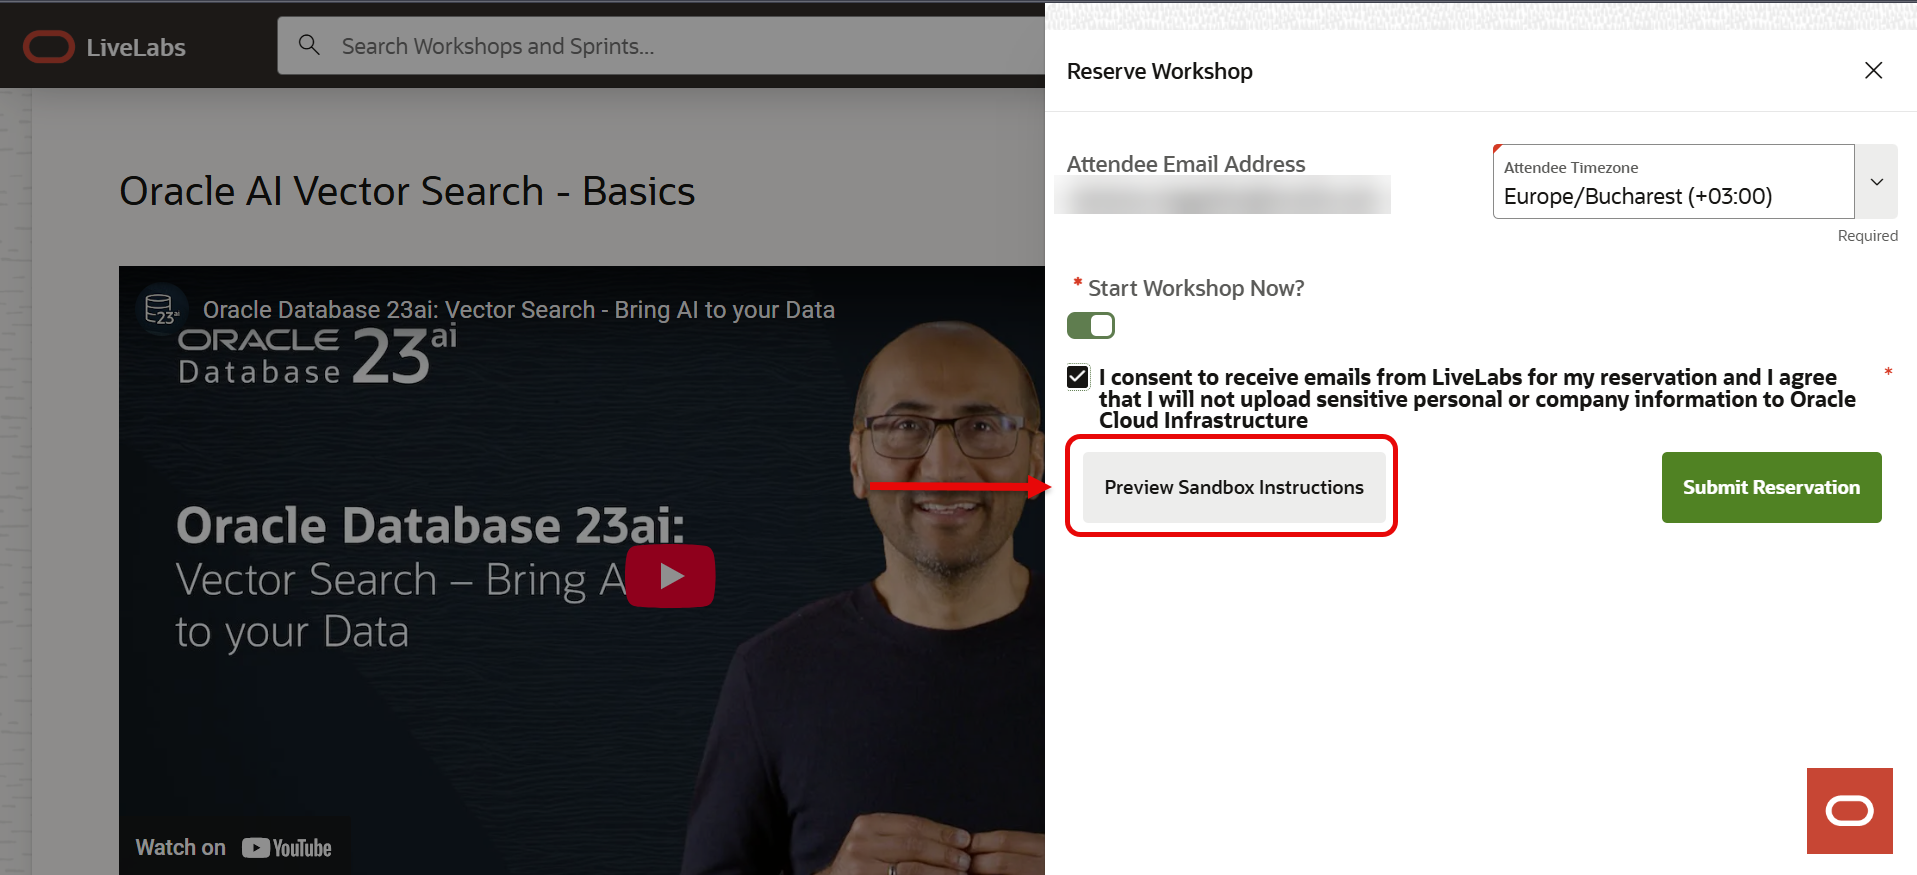 LiveLabs
Search Workshops and Sprints...
Oracle AI Vector Search - Basics
23ai
Oracle Database 23ai: Vector Search - Bring AI to your Data
ORACLE
Database 23ai
Oracle Database 23ai:
Vector Search – Bring A
to your Data
Watch on YouTube
Reserve Workshop
Attendee Email Address
Attendee Timezone
Europe/Bucharest (+03:00)
Required
* Start Workshop Now?
I consent to receive emails from LiveLabs for my reservation and I agree *
that I will not upload sensitive personal or company information to Oracle
Cloud Infrastructure
Preview Sandbox Instructions
Submit Reservation